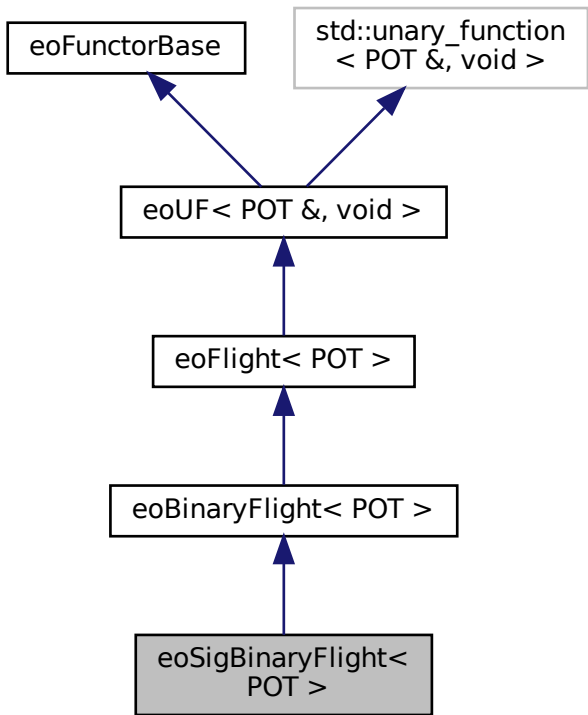 eoFunctorBase
std::unary_function
< POT &, void >
eoUF< POT &, void >
eoFlight< POT >
eoBinaryFlight< POT >
eoSigBinaryFlight<
POT >